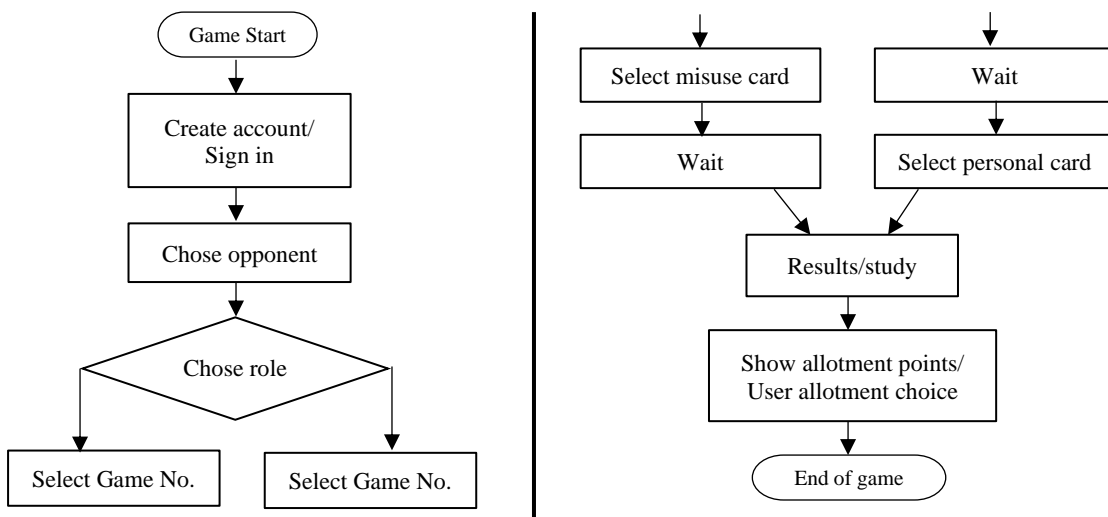 Game Start
Create account/
Sign in
Chose opponent
Chose role
Select Game No.
Select Game No.
Select misuse card
Wait
Wait
Select personal card
Results/study
Show allotment points/
User allotment choice
End of game